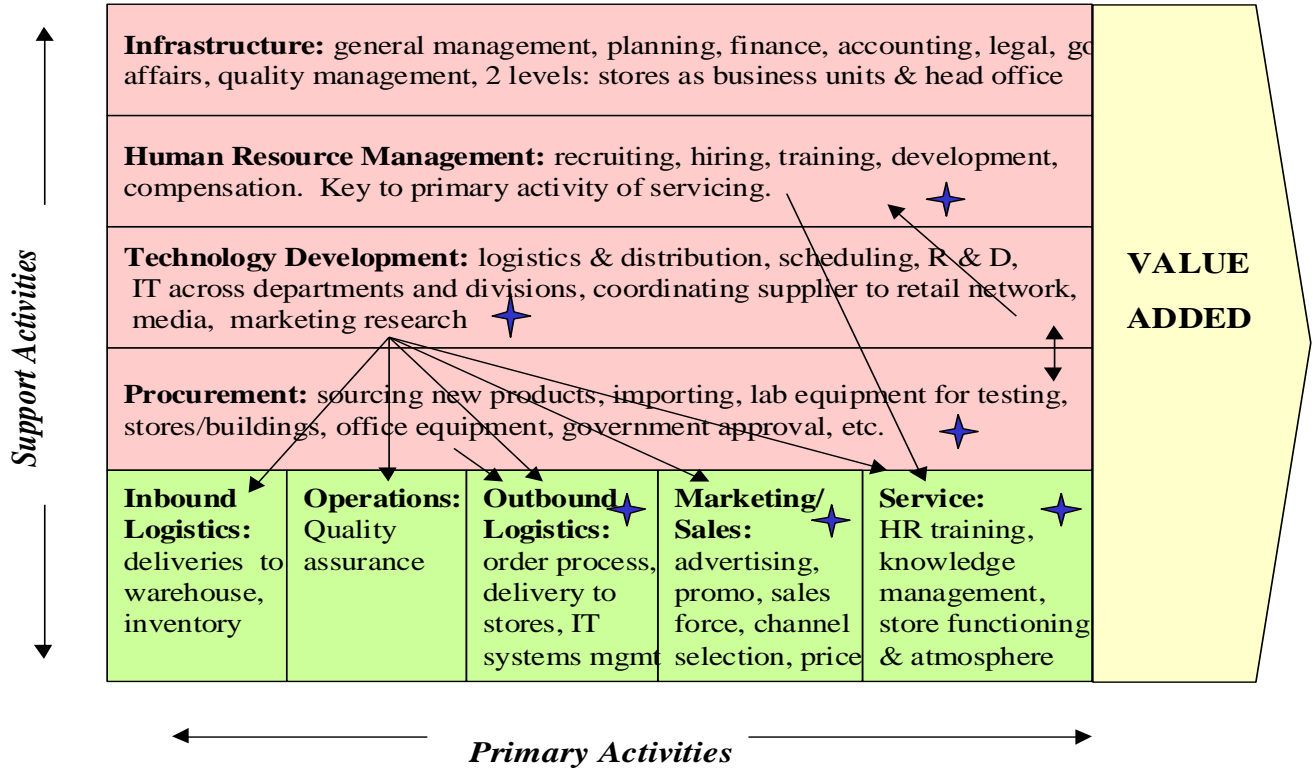 Infrastructure: general management, planning, finance, accounting, legal,
affairs, quality management, 2 levels: stores as business units & head office
Human Resource Management: recruiting, hiring, training, development,
compensation. Key to primary activity of servicing.
Technology Development: logistics & distribution, scheduling, R & D,
IT across departments and divisions, coordinating supplier to retail network,
media, marketing research
Procurement: sourcing new products, importing, lab equipment for testing,
stores/buildings, office equipment, government approval, etc.
Support Activities
Inbound
Logistics:
deliveries to
warehouse,
inventory
Operations:
Quality
assurance
Outbound
Logistics:
order process,
delivery to
stores, IT
systems mgmt
Marketing/
Sales:
advertising,
promo, sales
force, channel
selection, price
Service:
HR training,
knowledge
management,
store functioning
& atmosphere
VALUE
ADDED
Primary Activities